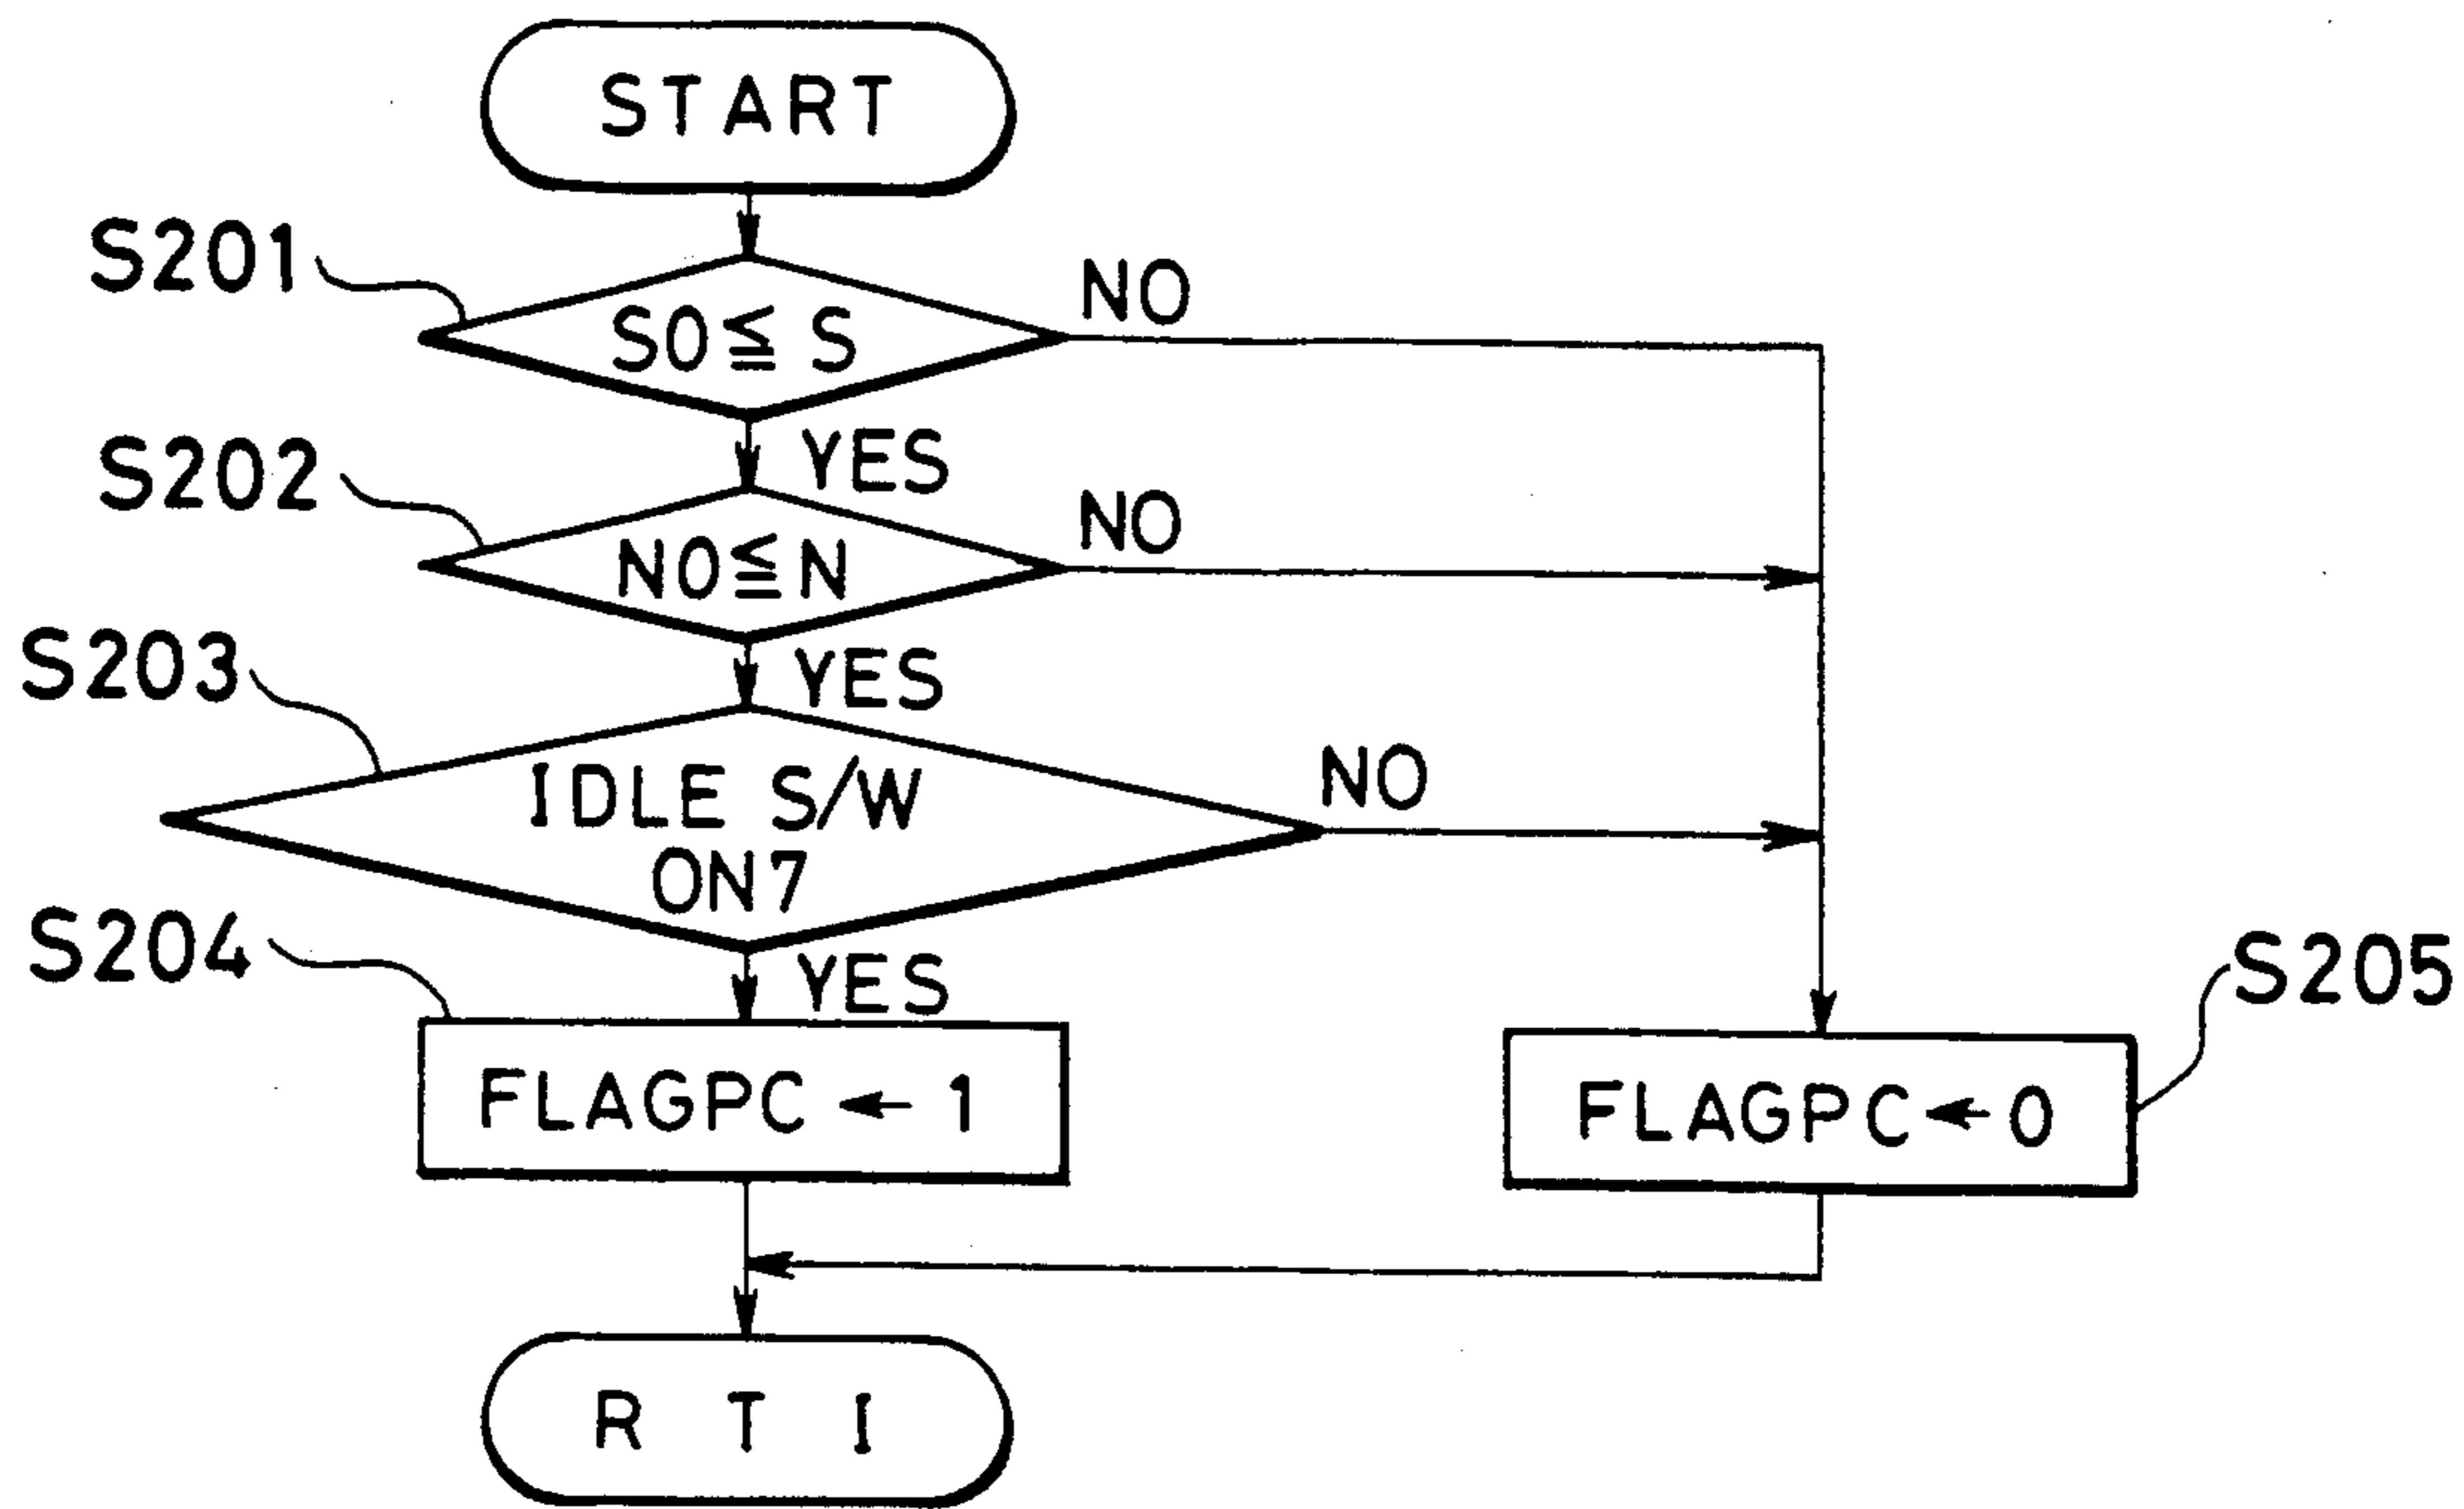 START
S201
S0≦S
NO
YES
S202
N0≦N
NO
YES
S203
IDLE S/W
ON7
NO
YES
S204
FLAGPC ← 1
S205
FLAGPC ← 0
R T I